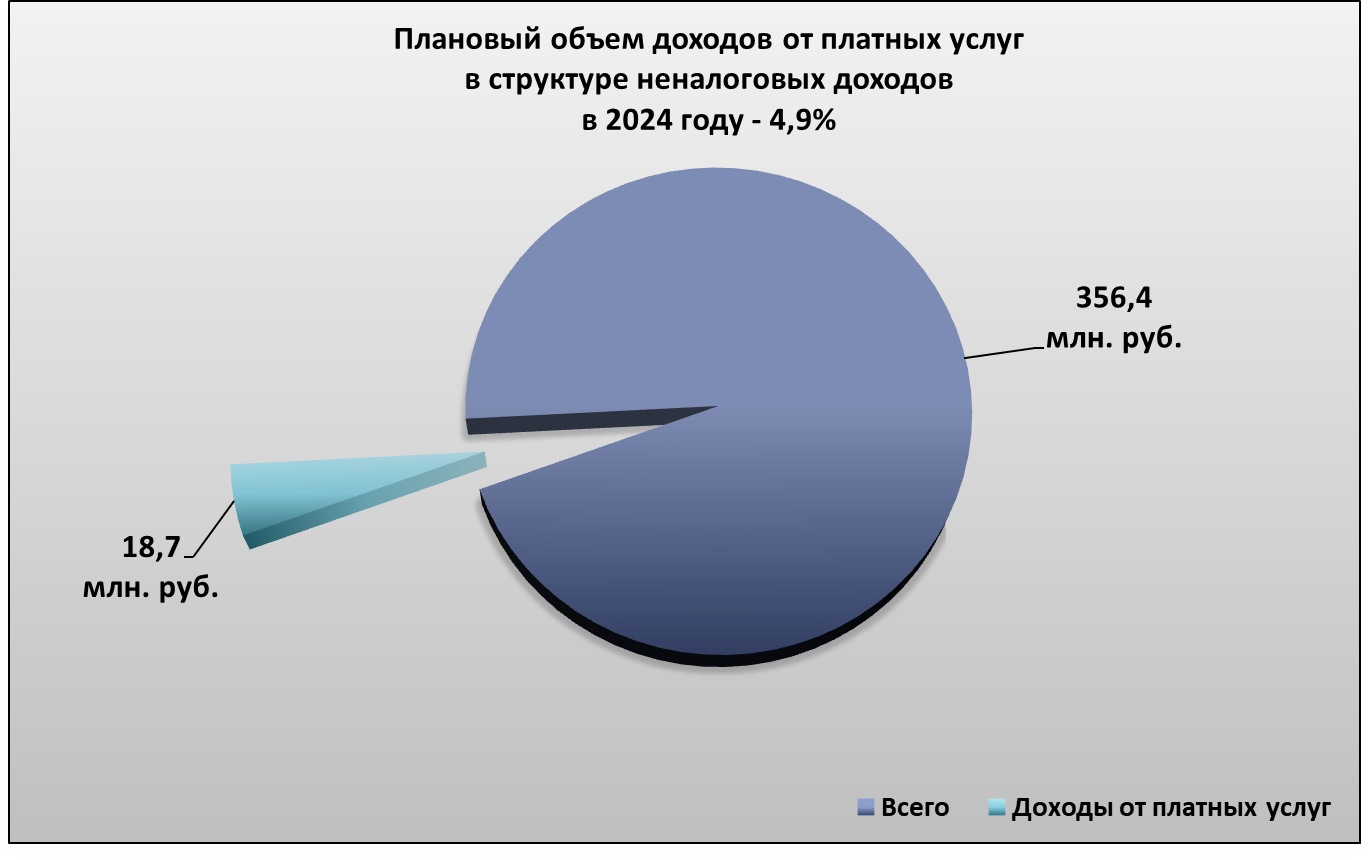 Плановый объем доходов от платных услуг
в структуре неналоговых доходов
в 2024 году - 4,9%
356,4
млн. руб.
18,7
млн. руб.
Всего
Доходы от платных услуг